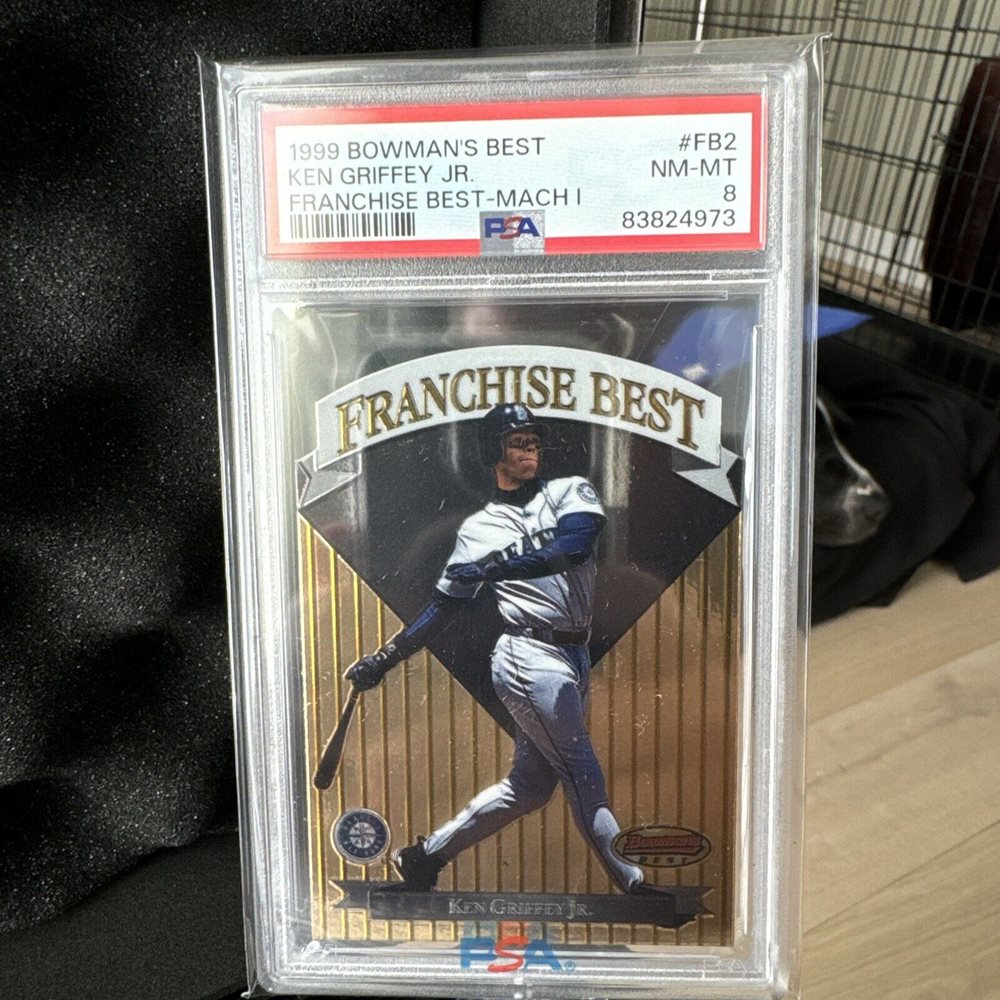 1999 BOWMAN'S BEST #FB2
KEN GRIFFEY JR. NM-MT
FRANCHISE BEST-MACH I 8
PSA 83824973
FRANCHISE BEST
SEAT
Bowman's
BEST
KEN GRIFFEY JR.
PSA